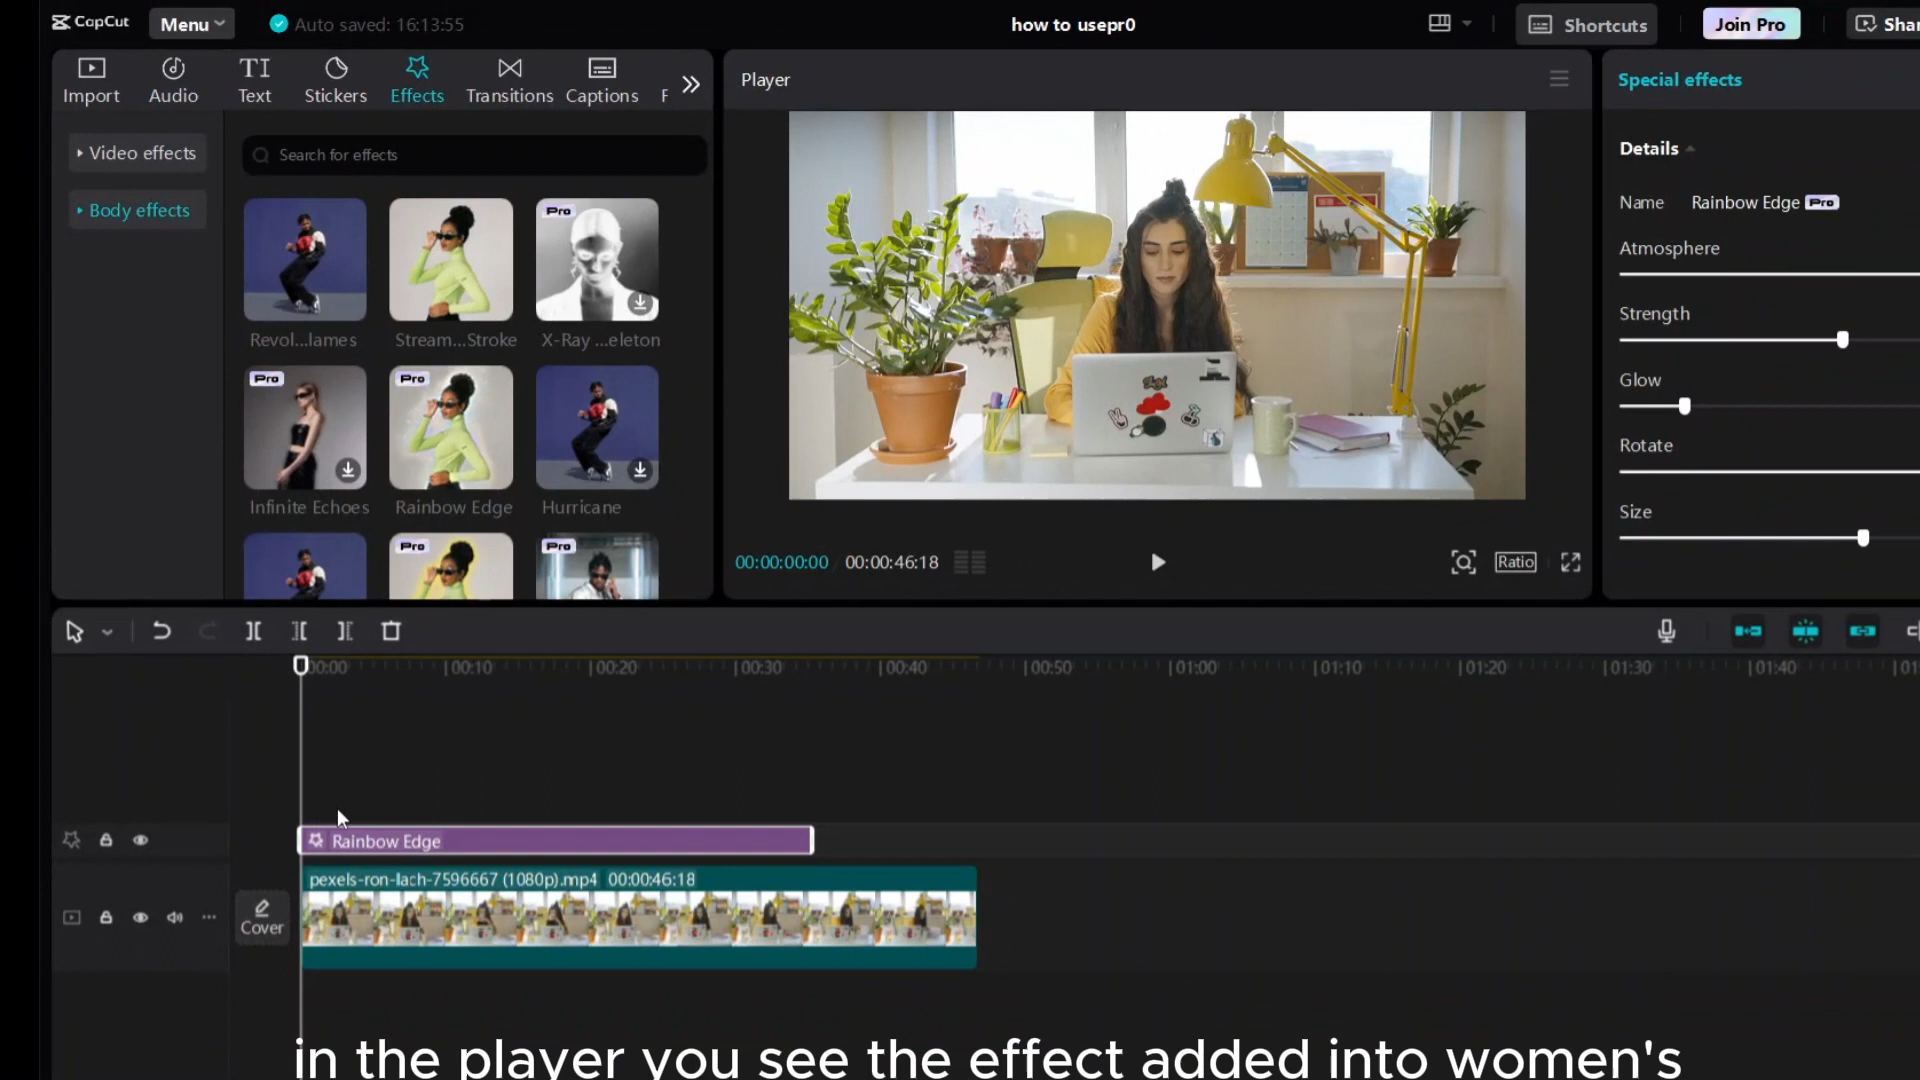 CapCut Menu Auto saved: 16:13:55 how to usepr0 Shortcuts Join Pro Shar
Import Audio Text Stickers Effects Transitions Captions F
Player
Special effects
Video effects
Body effects
Search for effects
Pro
Revol...lames Stream...Stroke X-Ray ...eleton
Pro Pro
Infinite Echoes Rainbow Edge Hurricane
Pro Pro
Details
Name Rainbow Edge Pro
Atmosphere
Strength
Glow
Rotate
Size
00:00:00:00 00:00:46:18 Ratio
00:00 00:10 00:20 00:30 00:40 00:50 01:00 01:10 01:20 01:30 01:40 01
Rainbow Edge
pexels-ron-lach-7596667 (1080p).mp4 00:00:46:18
Cover
in the player you see the effect added into women's